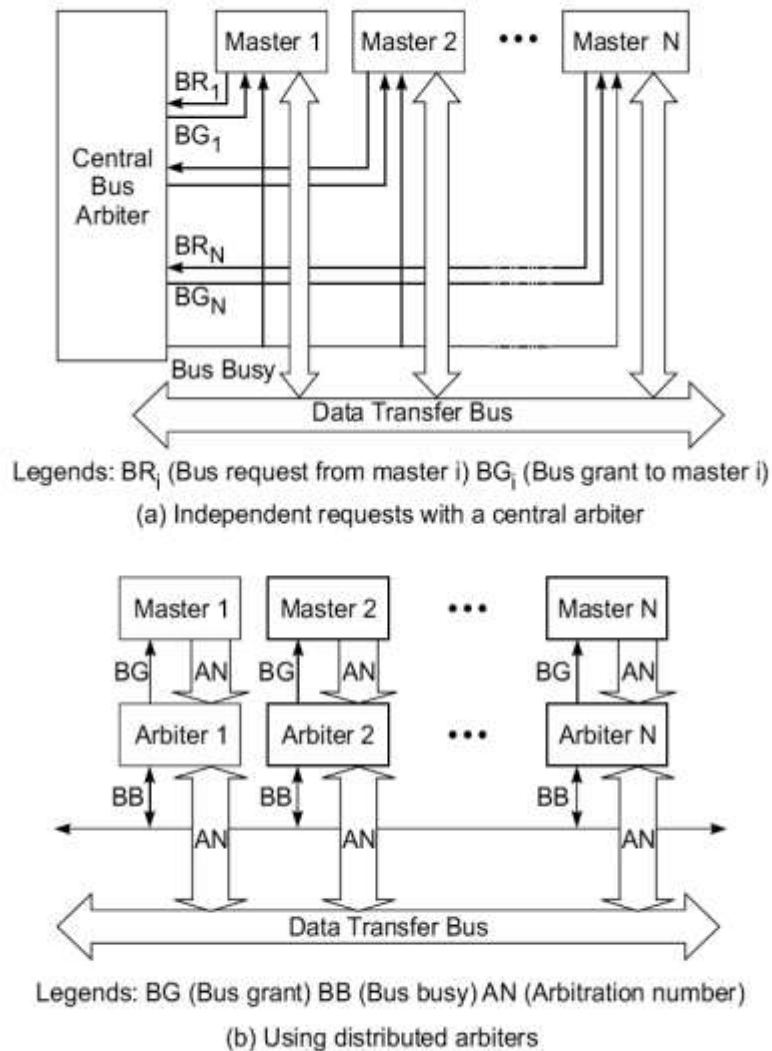 Master 1 Master 2 ••• Master N
BR1
BG1
Central
Bus
Arbiter
BRN
BGN
Bus Busy
Data Transfer Bus
Legends: BRi (Bus request from master i) BGi (Bus grant to master i)
(a) Independent requests with a central arbiter
Master 1 Master 2 ••• Master N
BG AN BG AN BG AN
Arbiter 1 Arbiter 2 ••• Arbiter N
BB BB BB
AN AN AN
Data Transfer Bus
Legends: BG (Bus grant) BB (Bus busy) AN (Arbitration number)
(b) Using distributed arbiters